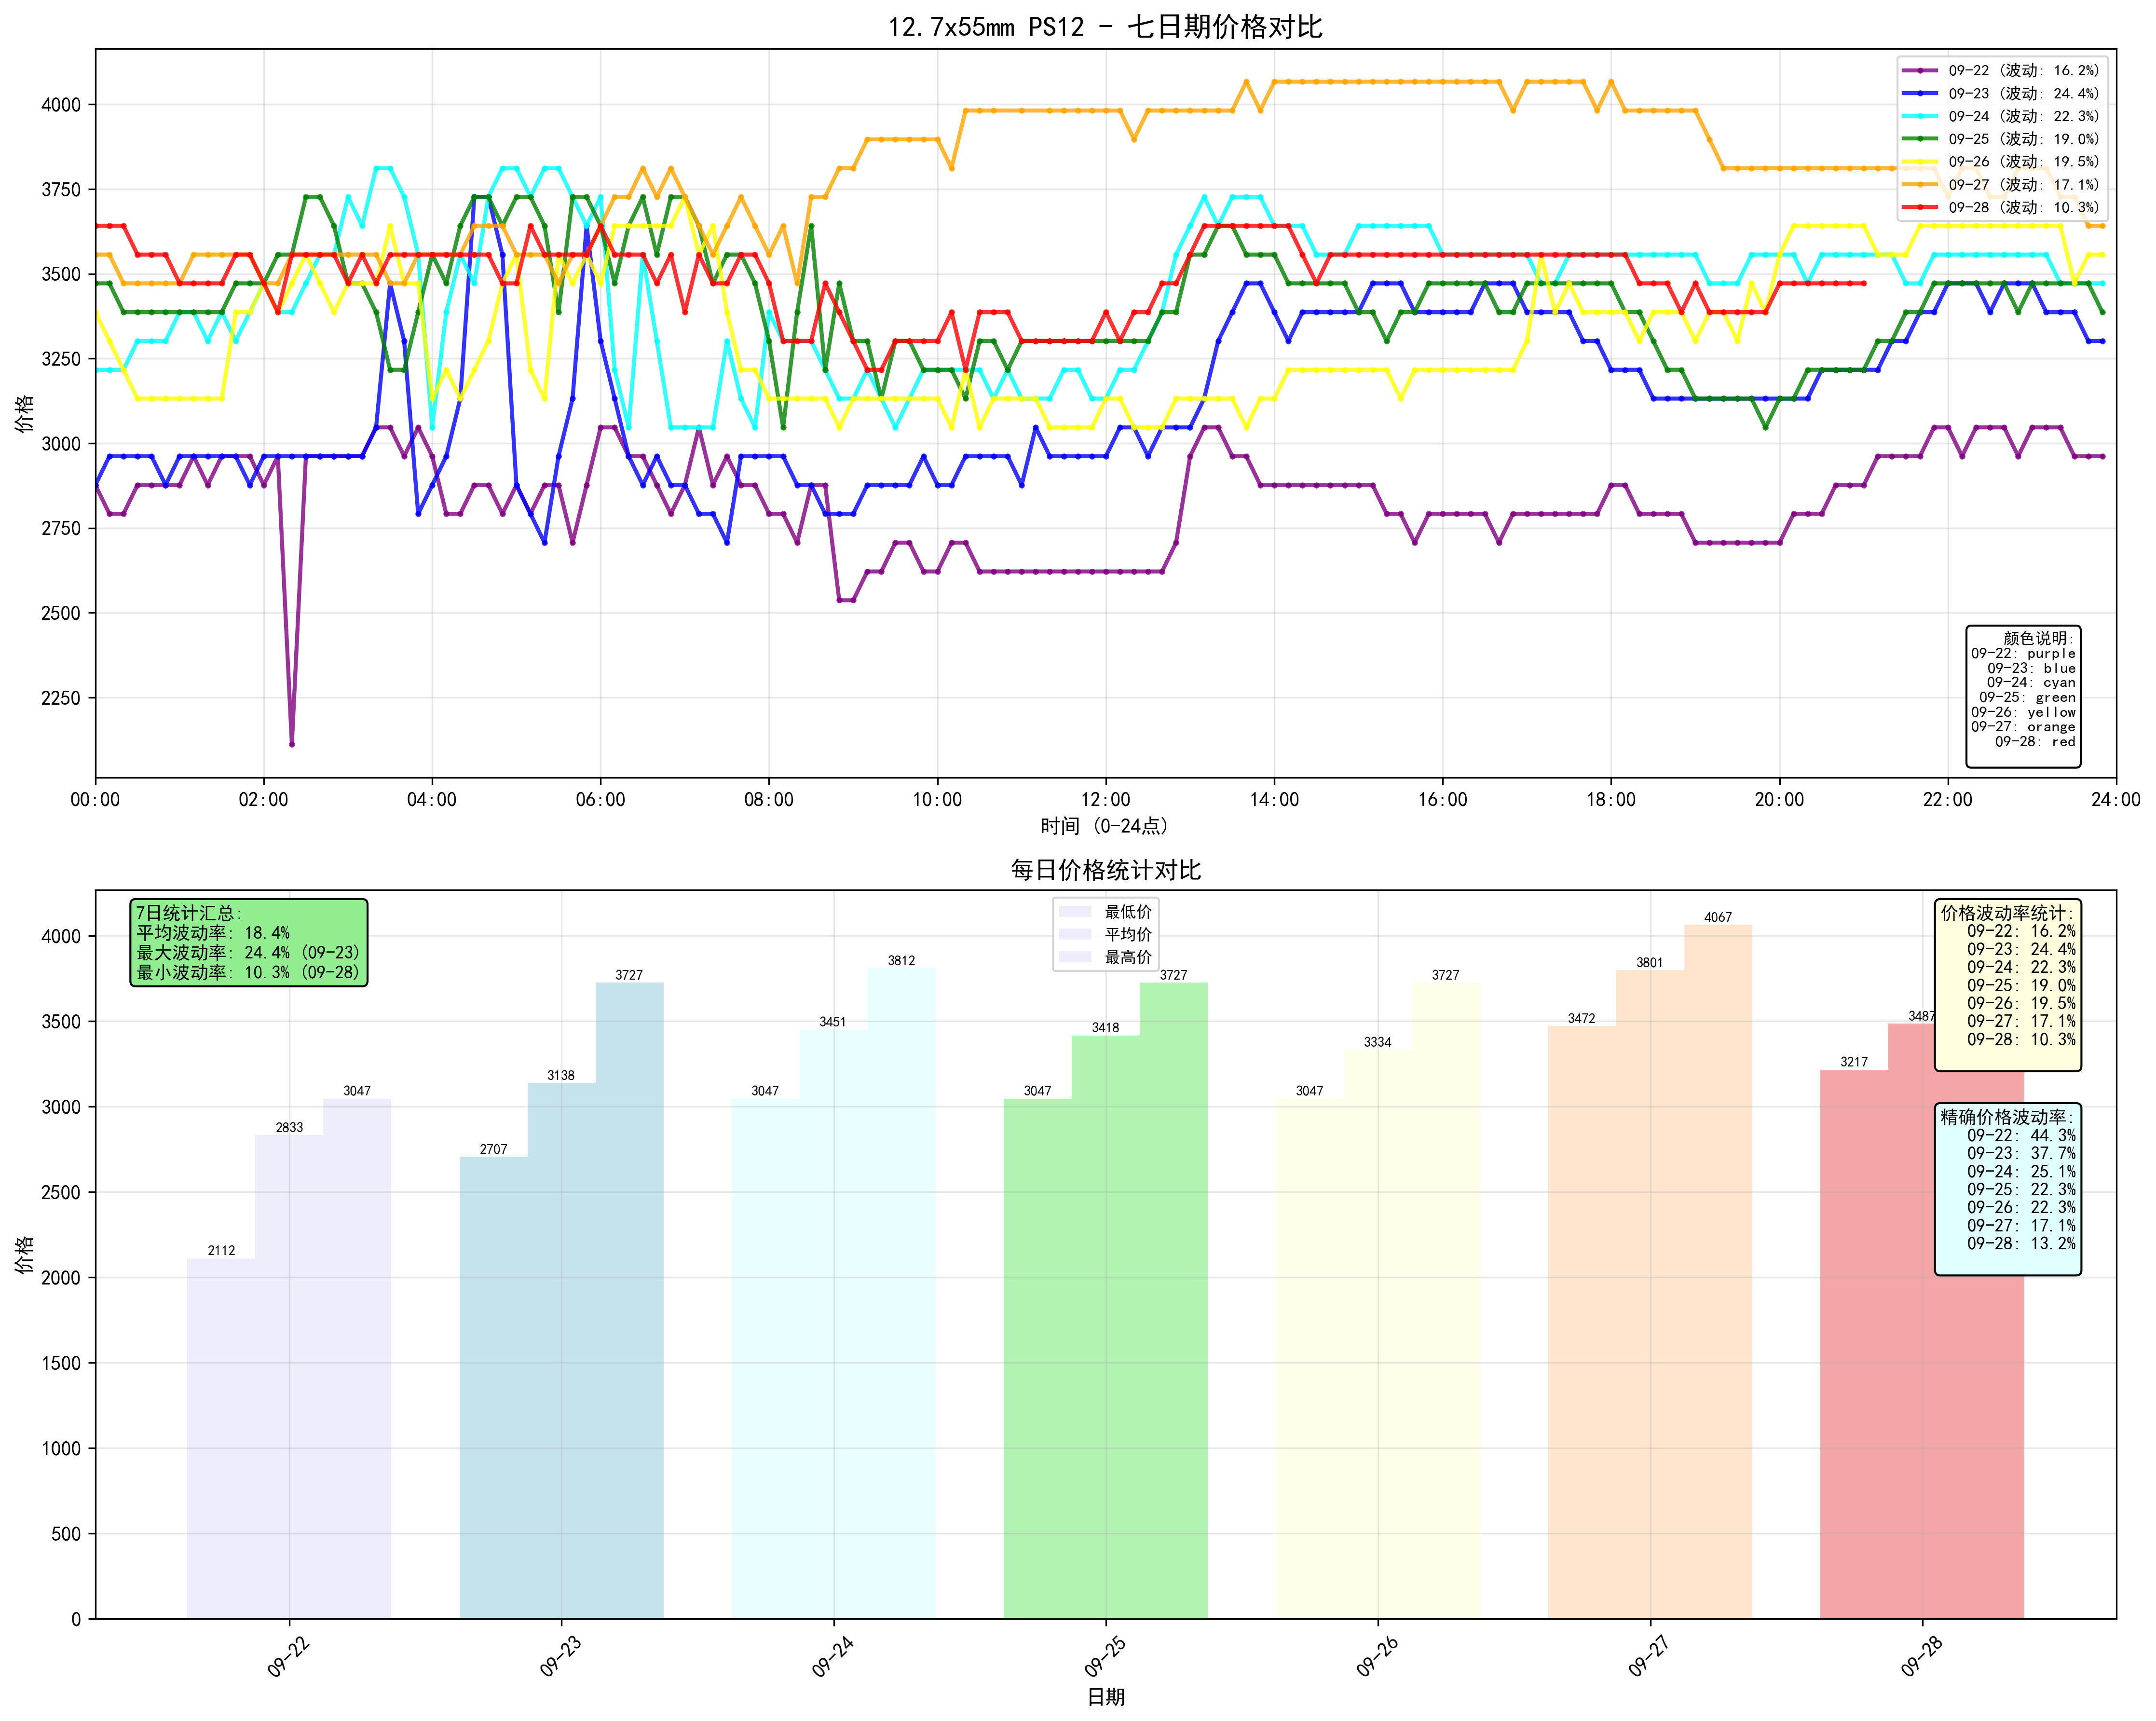 12.7x55mm PS12 - 七日期价格对比
价格
4000
3750
3500
3250
3000
2750
2500
2250
09-22 (波动: 16.2%)
09-23 (波动: 24.4%)
09-24 (波动: 22.3%)
09-25 (波动: 19.0%)
09-26 (波动: 19.5%)
09-27 (波动: 17.1%)
09-28 (波动: 10.3%)
颜色说明:
09-22: purple
09-23: blue
09-24: cyan
09-25: green
09-26: yellow
09-27: orange
09-28: red
00:00 02:00 04:00 06:00 08:00 10:00 12:00 14:00 16:00 18:00 20:00 22:00 24:00
时间 (0-24点)
每日价格统计对比
价格
4000
3500
3000
2500
2000
1500
1000
500
0
7日统计汇总:
平均波动率: 18.4%
最大波动率: 24.4% (09-23)
最小波动率: 10.3% (09-28)
最低价
平均价
最高价
价格波动率统计:
09-22: 16.2%
09-23: 24.4%
09-24: 22.3%
09-25: 19.0%
09-26: 19.5%
09-27: 17.1%
09-28: 10.3%
精确价格波动率:
09-22: 44.3%
09-23: 37.7%
09-24: 25.1%
09-25: 22.3%
09-26: 22.3%
09-27: 17.1%
09-28: 13.2%
2112 2833 3047
2707 3138 3727
3047 3451 3812
3047 3418 3727
3047 3334 3727
3472 3801 4067
3217 3487
09-22 09-23 09-24 09-25 09-26 09-27 09-28
日期